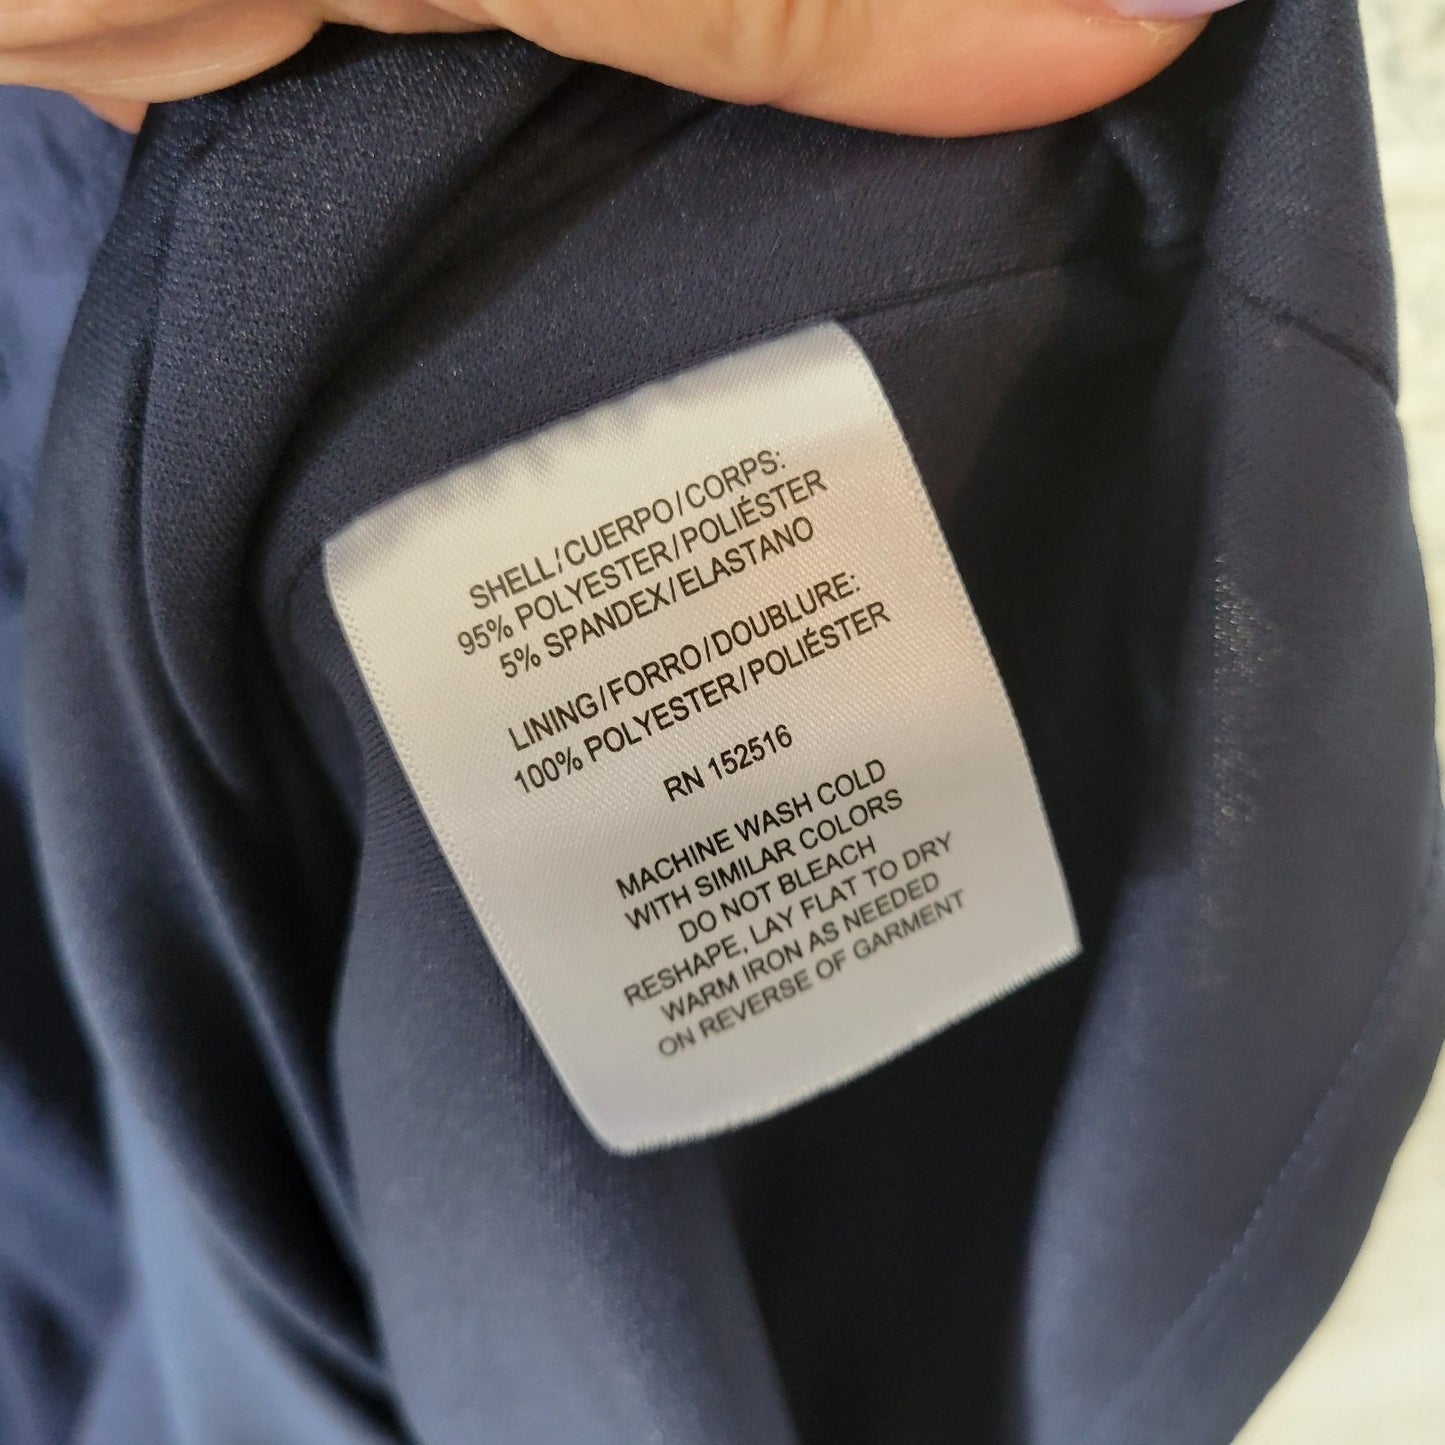 SHELL/CUERPO/CORPS:
95% POLYESTER/POLIÉSTER
5% SPANDEX/ELASTANO
LINING/FORRO/DOUBLURE:
100% POLYESTER/POLIÉSTER
RN 152516
MACHINE WASH COLD
WITH SIMILAR COLORS
DO NOT BLEACH
RESHAPE, LAY FLAT TO DRY
WARM IRON AS NEEDED
ON REVERSE OF GARMENT